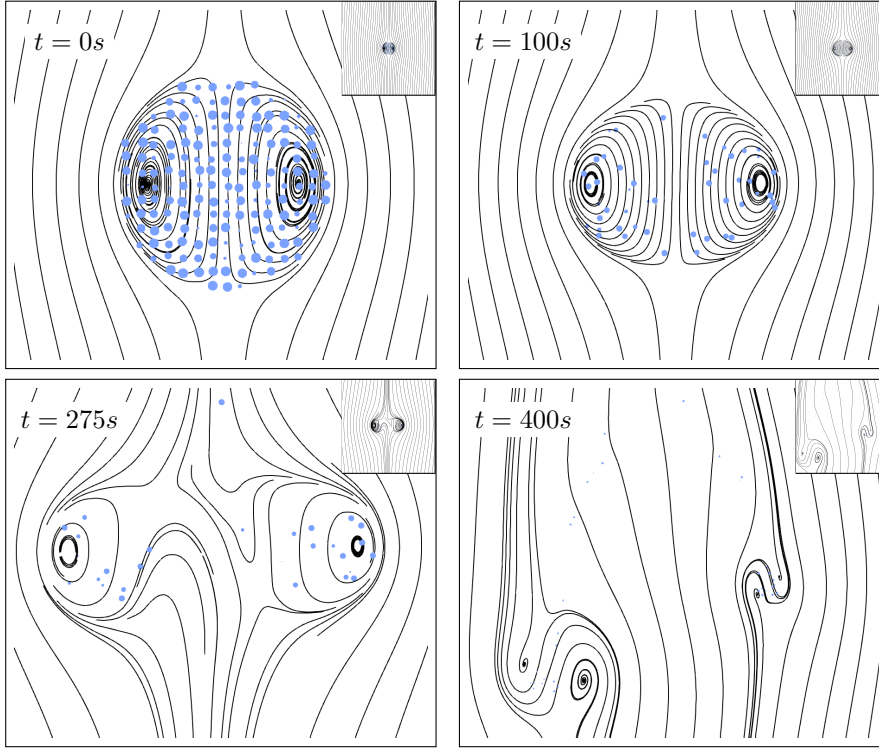 t = 0s
t = 100s
t = 275s
t = 400s